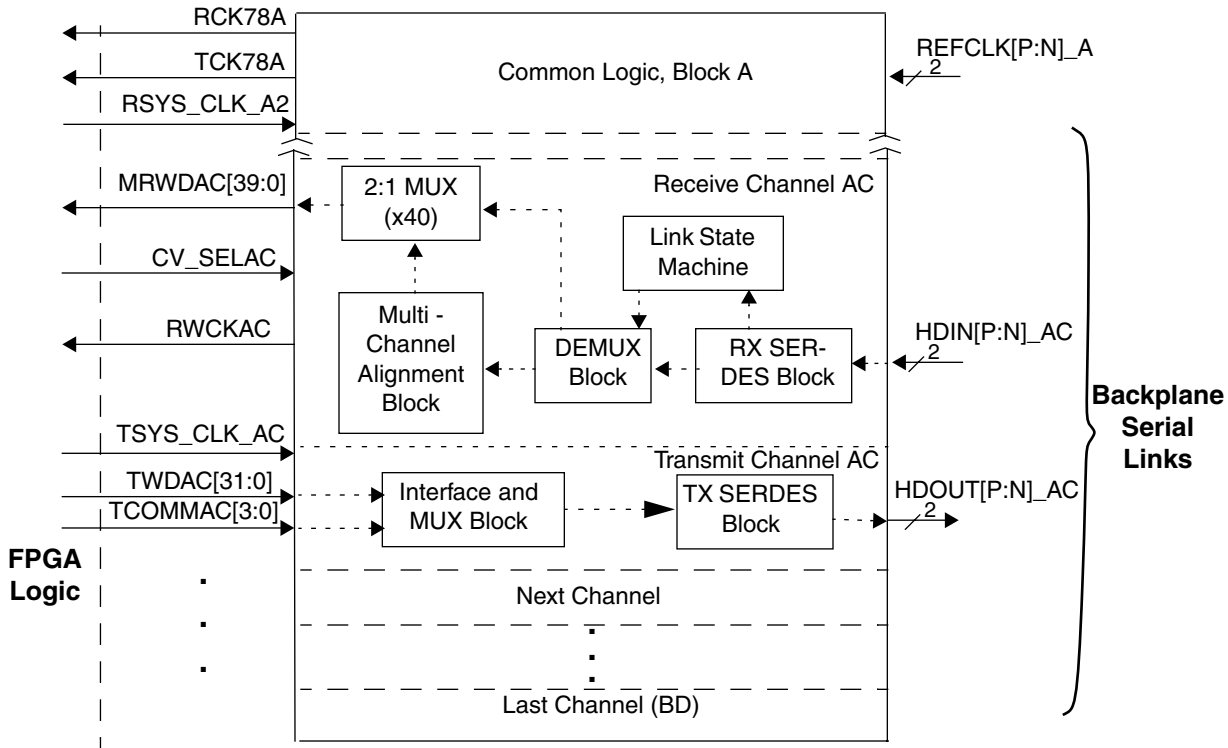 RCK78A
TCK78A
RSYS_CLK_A2
Common Logic, Block A
REFCLK[P:N]_A
2
MRWDAC[39:0]
CV_SELAC
RWCKAC
2:1 MUX
(x40)
Receive Channel AC
Link State
Machine
Multi -
Channel
Alignment
Block
DEMUX
Block
RX SER-
DES Block
HDIN[P:N]_AC
2
Backplane
Serial
Links
TSYS_CLK_AC
TWDAC[31:0]
TCOMMAC[3:0]
Transmit Channel AC
Interface and
MUX Block
TX SERDES
Block
HDOUT[P:N]_AC
2
FPGA
Logic
Next Channel
Last Channel (BD)